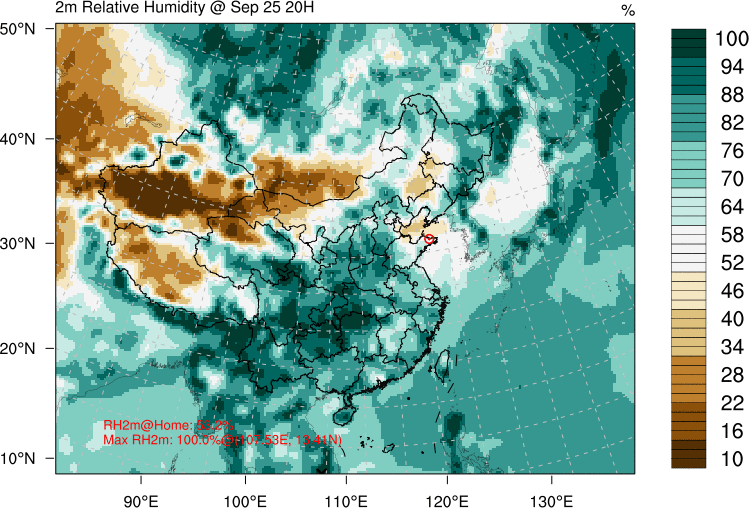 2m Relative Humidity @ Sep 25 20H
%
50°N
40°N
30°N
20°N
10°N
90°E
100°E
110°E
120°E
130°E
100
94
88
82
76
70
64
58
52
46
40
34
28
22
16
10
RH2m@Home:
Max RH2m: 100.0%@(107.53E,